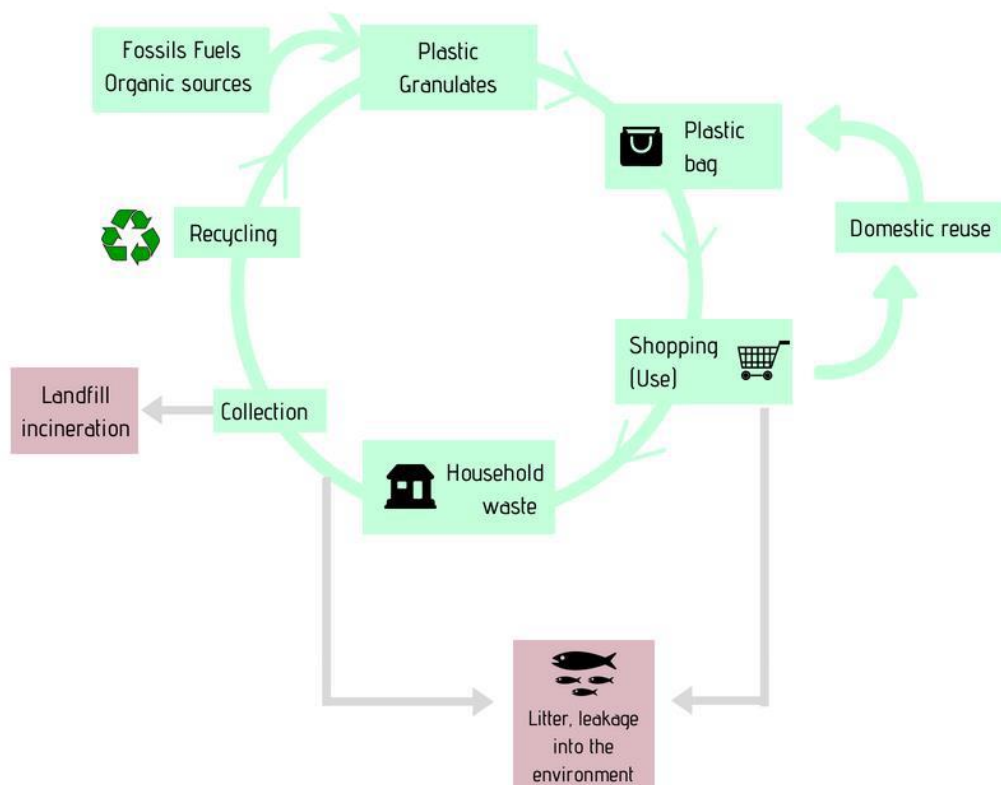 Fossils Fuels
Organic sources
Plastic
Granulates
Plastic
bag
Domestic reuse
Shopping
(Use)
Household
waste
Collection
Landfill
incineration
Recycling
Litter, leakage
into the
environment